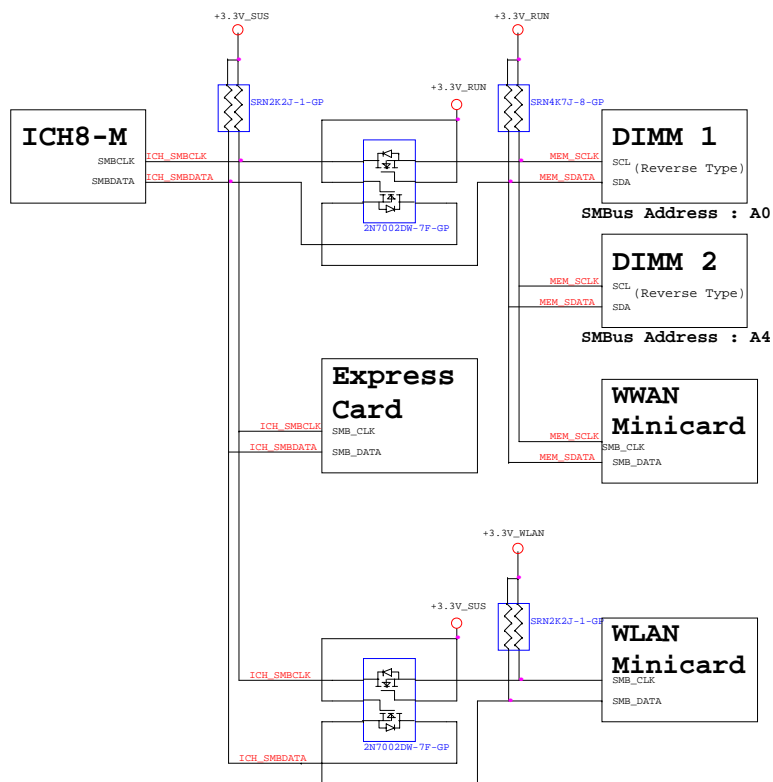 +3.3V_SUS
+3.3V_RUN
SRN2K2J-1-GP
+3.3V_RUN
SRN4K7J-8-GP
ICH8-M
SMBCLK
ICH_SMBCLK
SMBDATA
ICH_SMBDATA
2N7002DW-7F-GP
MEM_SCLK
MEM_SDATA
DIMM 1
SCL
(Reverse Type)
SDA
SMBus Address : A0
DIMM 2
MEM_SCLK
SCL
(Reverse Type)
MEM_SDATA
SDA
SMBus Address : A4
Express
Card
ICH_SMBCLK
SMB_CLK
ICH_SMBDATA
SMB_DATA
WWAN
Minicard
MEM_SCLK
SMB_CLK
MEM_SDATA
SMB_DATA
+3.3V_WLAN
+3.3V_SUS
SRN2K2J-1-GP
WLAN
Minicard
ICH_SMBCLK
SMB_CLK
SMB_DATA
2N7002DW-7F-GP
ICH_SMBDATA